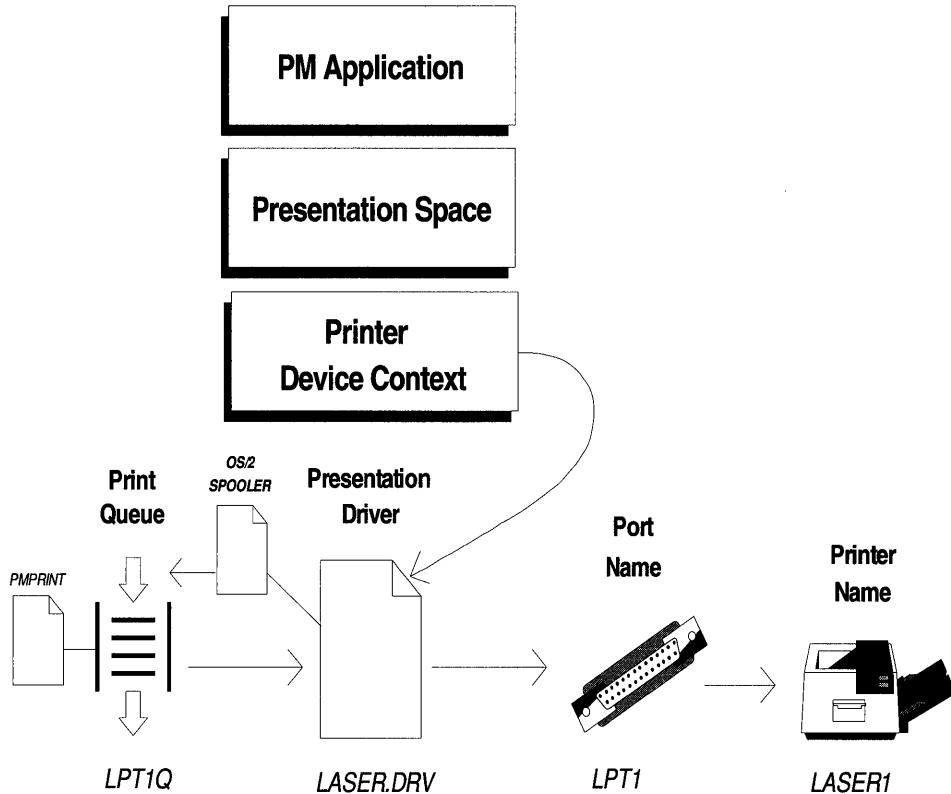 PM Application
Presentation Space
Printer
Device Context
OS/2
SPOOLER
Print
Queue
Presentation
Driver
Port
Name
Printer
Name
PMPRINT
LPT1Q
LASER.DRV
LPT1
LASER1